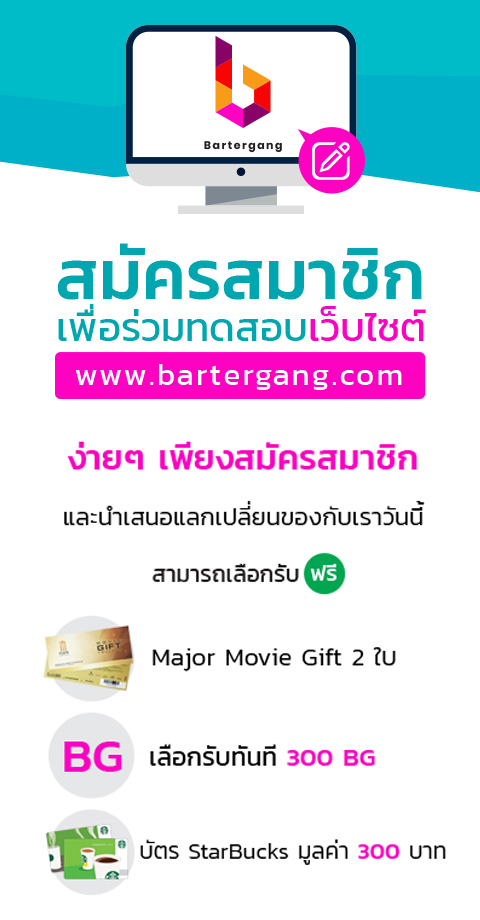 Bartergang
สมัครสมาชิก
เพื่อร่วมทดสอบเว็บไซต์
www.bartergang.com
ง่ายๆ เพียงสมัครสมาชิก
และนำเสนอแลกเปลี่ยนของกับเราวันนี้
สามารถเลือกรับ ฟรี
MOVIE
GIFT
Major Movie Gift 2 ใบ
BG
เลือกรับทันที 300 BG
บัตร StarBucks มูลค่า 300 บาท